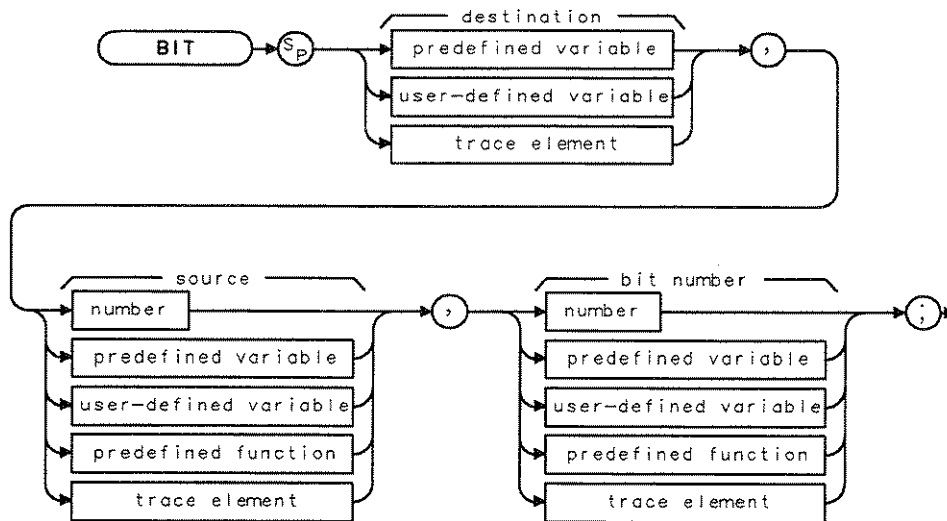 destination
BIT SP predefined variable ,
user-defined variable
trace element
source bit number
number , number ;
predefined variable predefined variable
user-defined variable user-defined variable
predefined function predefined function
trace element trace element